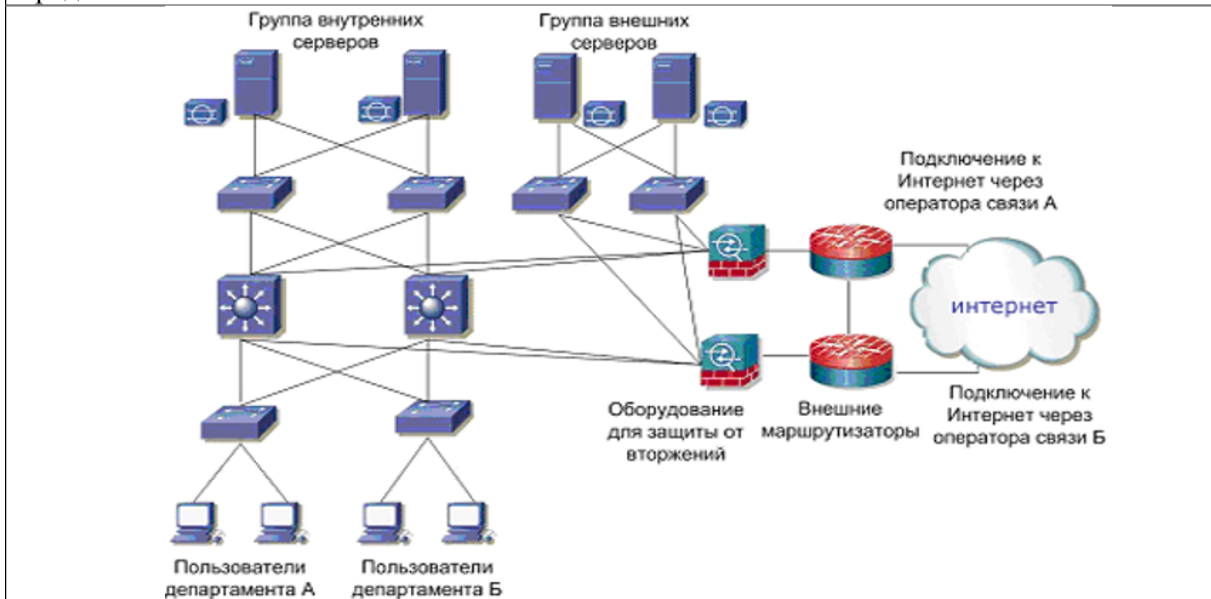 Группа внутренних
серверов
Группа внешних
серверов
Подключение к
Интернет через
оператора связи А
интернет
Подключение к
Интернет через
оператора связи Б
Оборудование
для защиты от
вторжений
Внешние
маршрутизаторы
Пользователи
департамента А
Пользователи
департамента Б